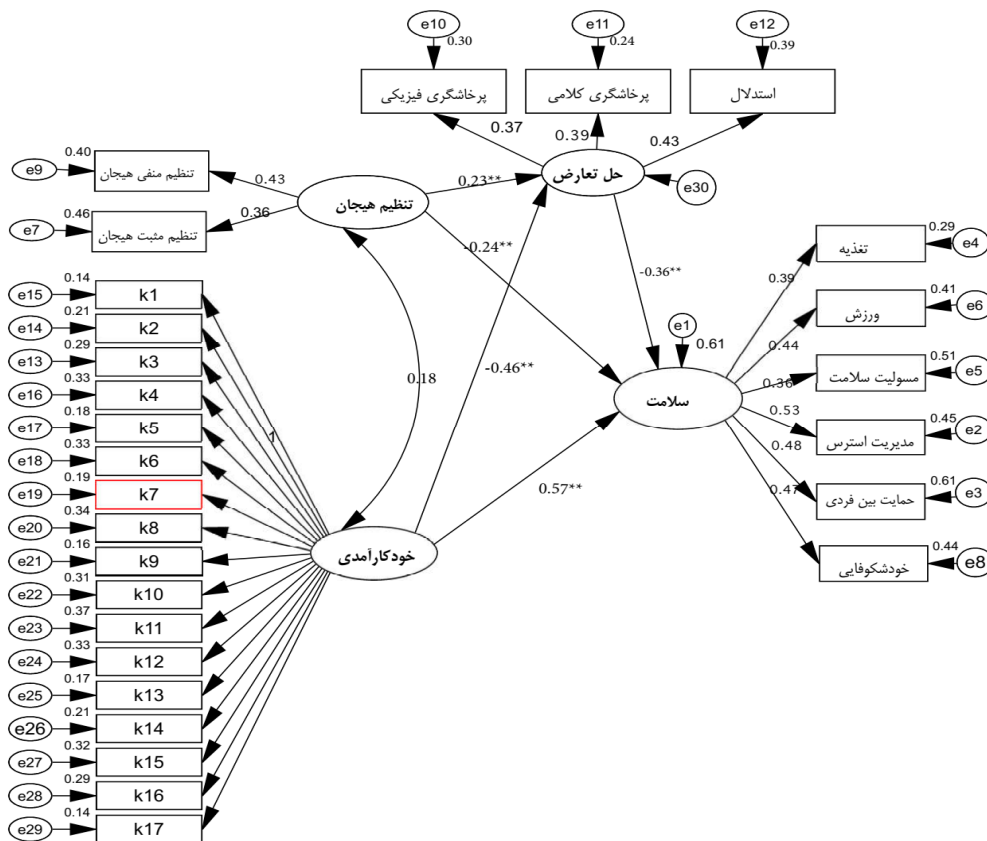 e10
e11
e12
0.30
0.24
0.39
پرخاشگری فیزیکی
پرخاشگری کلامی
استدلال
0.37
0.39
0.43
e9
0.40
تنظیم منفی هیجان
0.43
تنظیم هیجان
0.23**
حل تعارض
e30
e7
0.46
تنظیم مثبت هیجان
0.36
-0.24**
-0.36**
0.18
-0.46**
0.57**
e1
0.61
سلامت
خودکارآمدی
1
0.39
تغذیه
0.29
e4
0.44
ورزش
0.41
e6
0.36
مسولیت سلامت
0.51
e5
0.53
مدیریت استرس
0.45
e2
0.48
حمایت بین فردی
0.61
e3
0.47
خودشکوفایی
0.44
e8
e15
0.14
k1
e14
0.21
k2
e13
0.29
k3
e16
0.33
k4
e17
0.18
k5
e18
0.33
k6
e19
0.19
k7
e20
0.34
k8
e21
0.16
k9
e22
0.31
k10
e23
0.37
k11
e24
0.33
k12
e25
0.17
k13
e26
0.21
k14
e27
0.32
k15
e28
0.29
k16
e29
0.14
k17